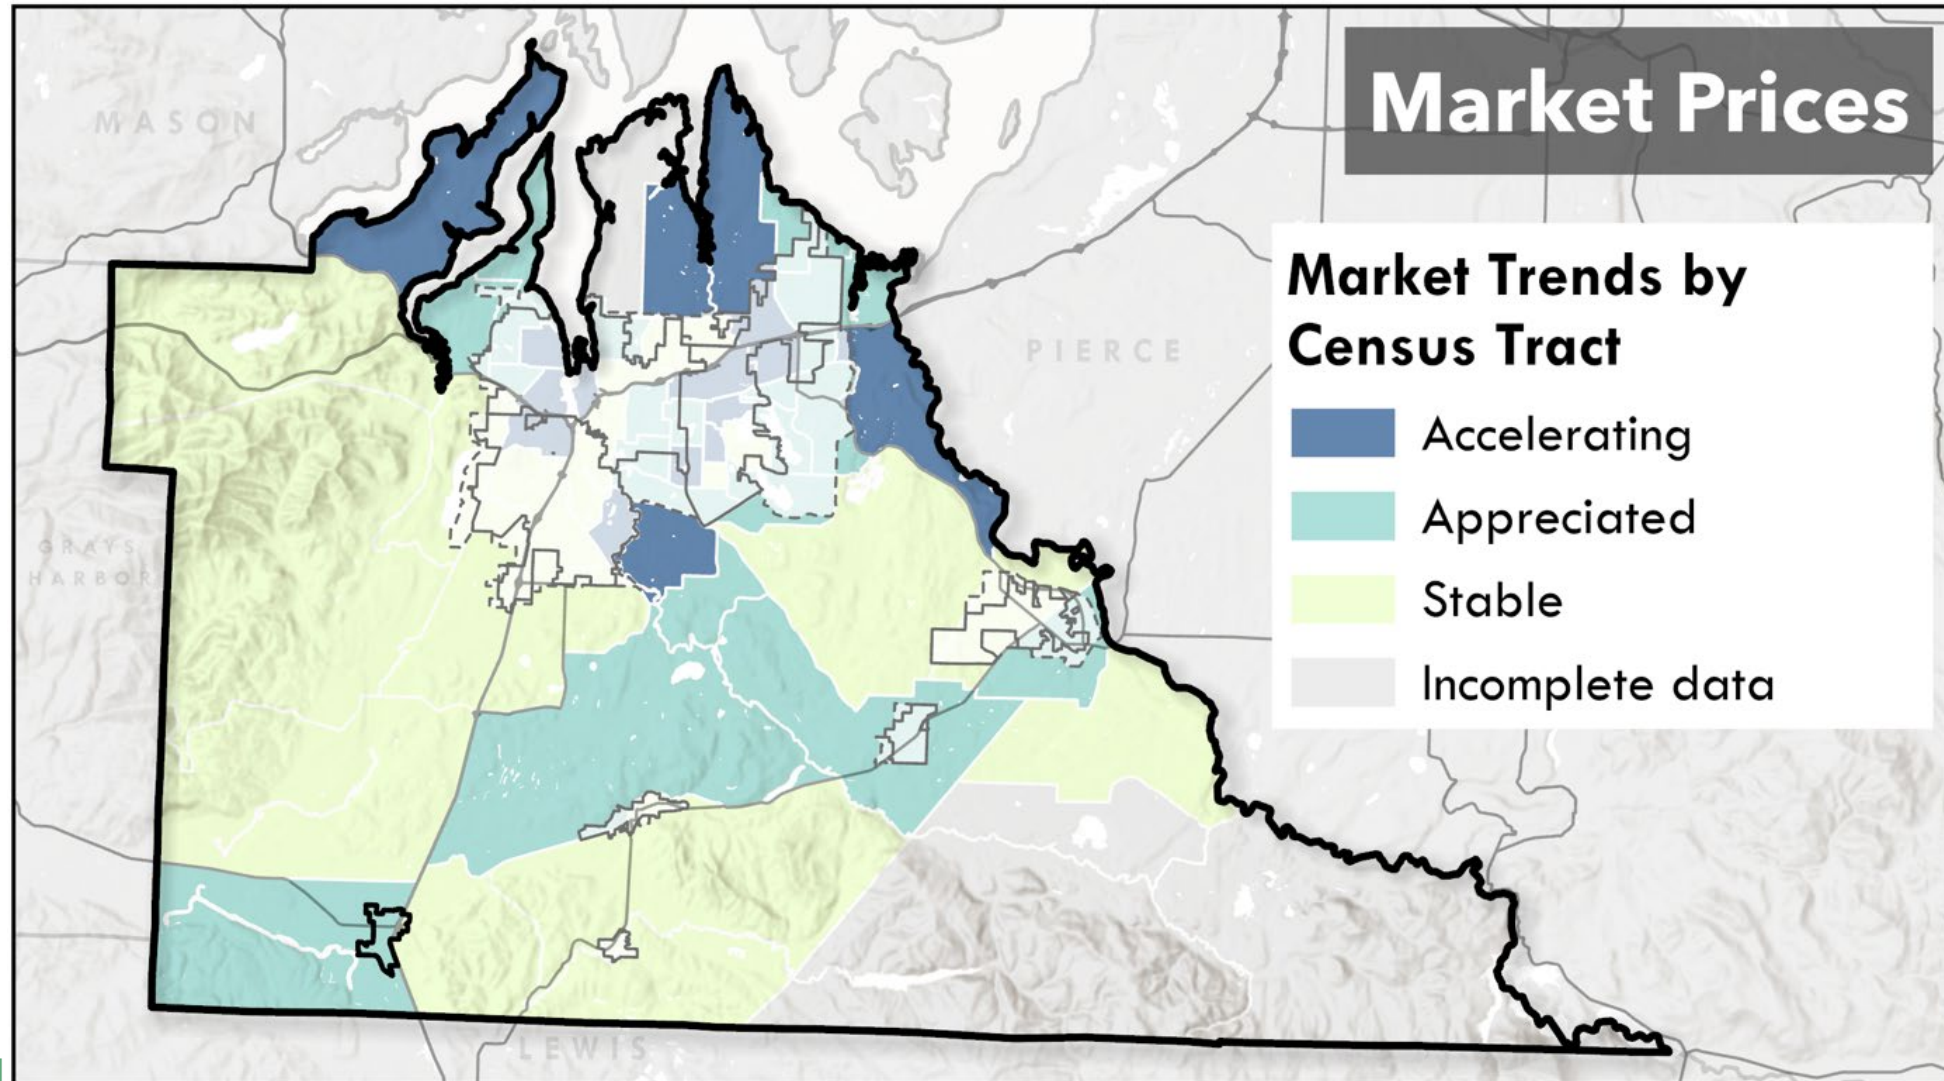 Market Prices
MASON
Market Trends by
Census Tract
PIERCE
Accelerating
Appreciated
GRAYS
HARBOR
Stable
Incomplete data
LEWIS